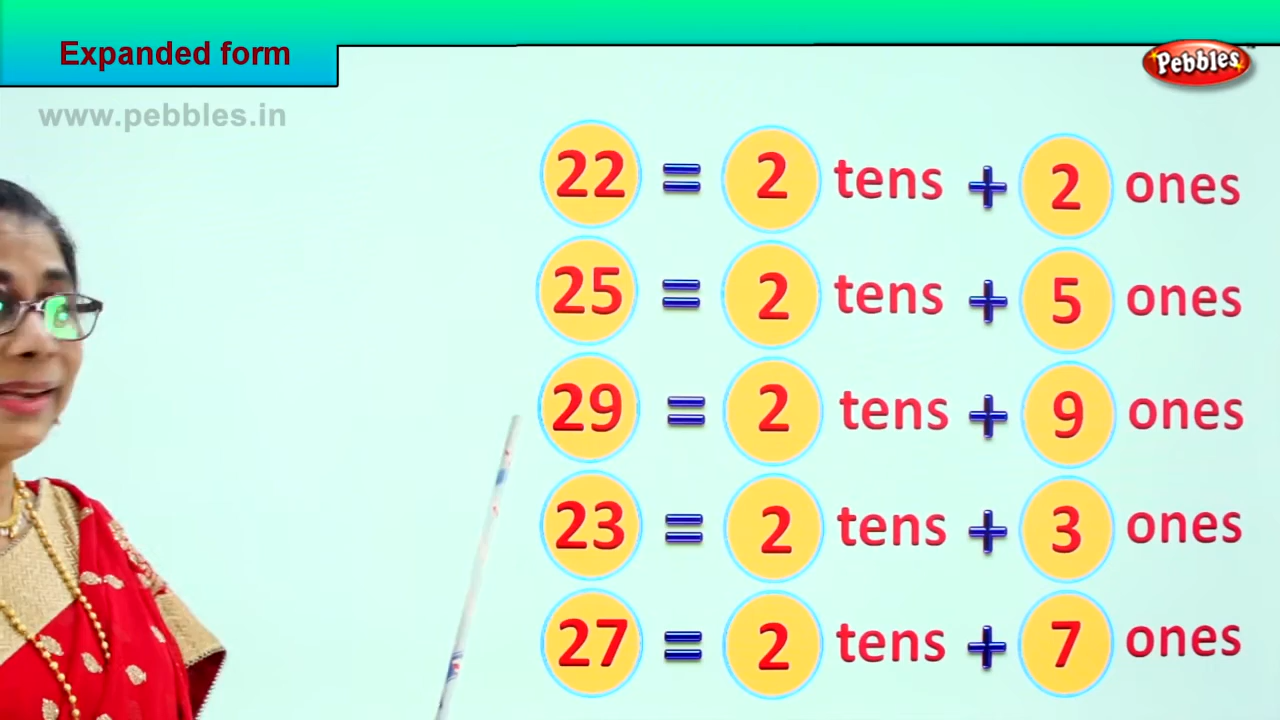 Expanded form
Pebbles
www.pebbles.in
22 = 2 tens + 2 ones
25 = 2 tens + 5 ones
29 = 2 tens + 9 ones
23 = 2 tens + 3 ones
27 = 2 tens + 7 ones